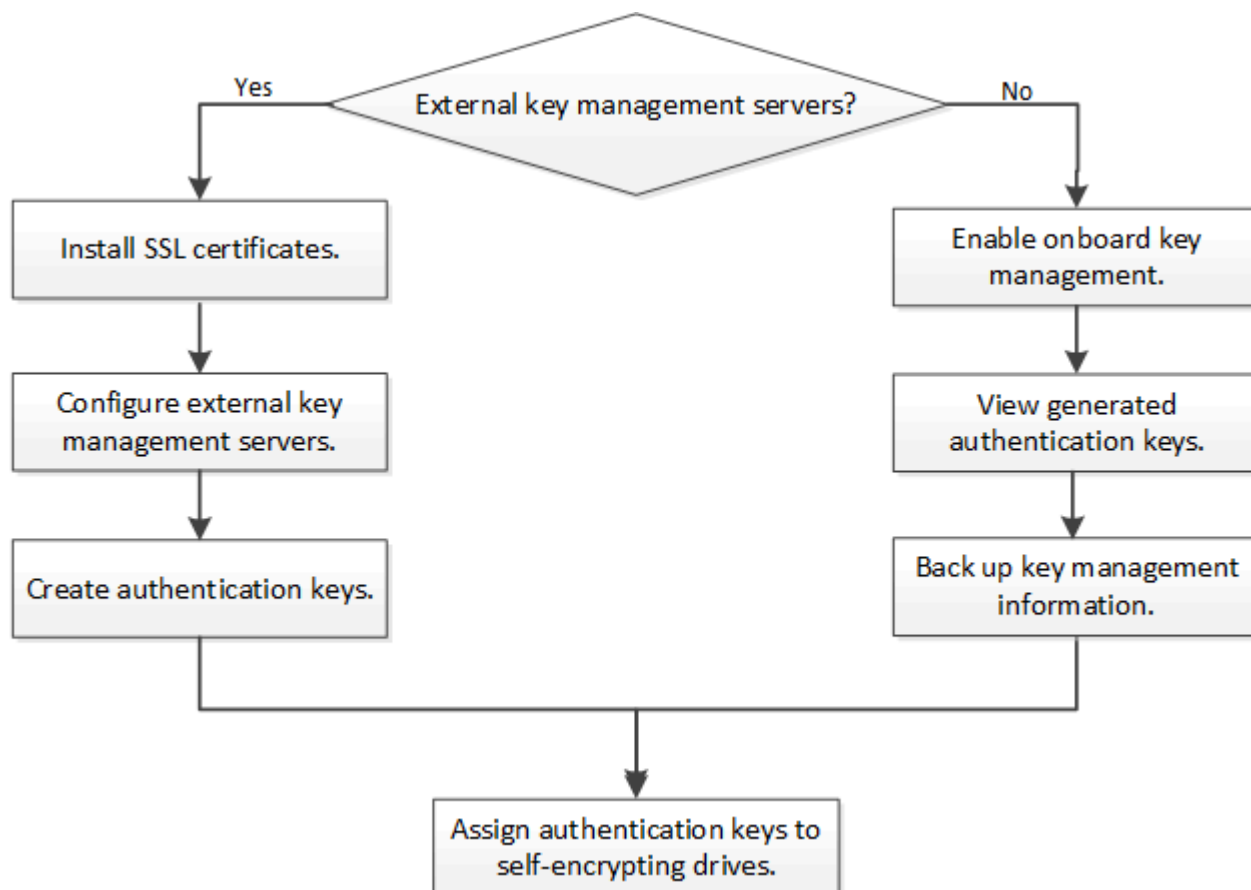 External key management servers?
Yes
No
Install SSL certificates.
Configure external key
management servers.
Create authentication keys.
Enable onboard key
management.
View generated
authentication keys.
Back up key management
information.
Assign authentication keys to
self-encrypting drives.